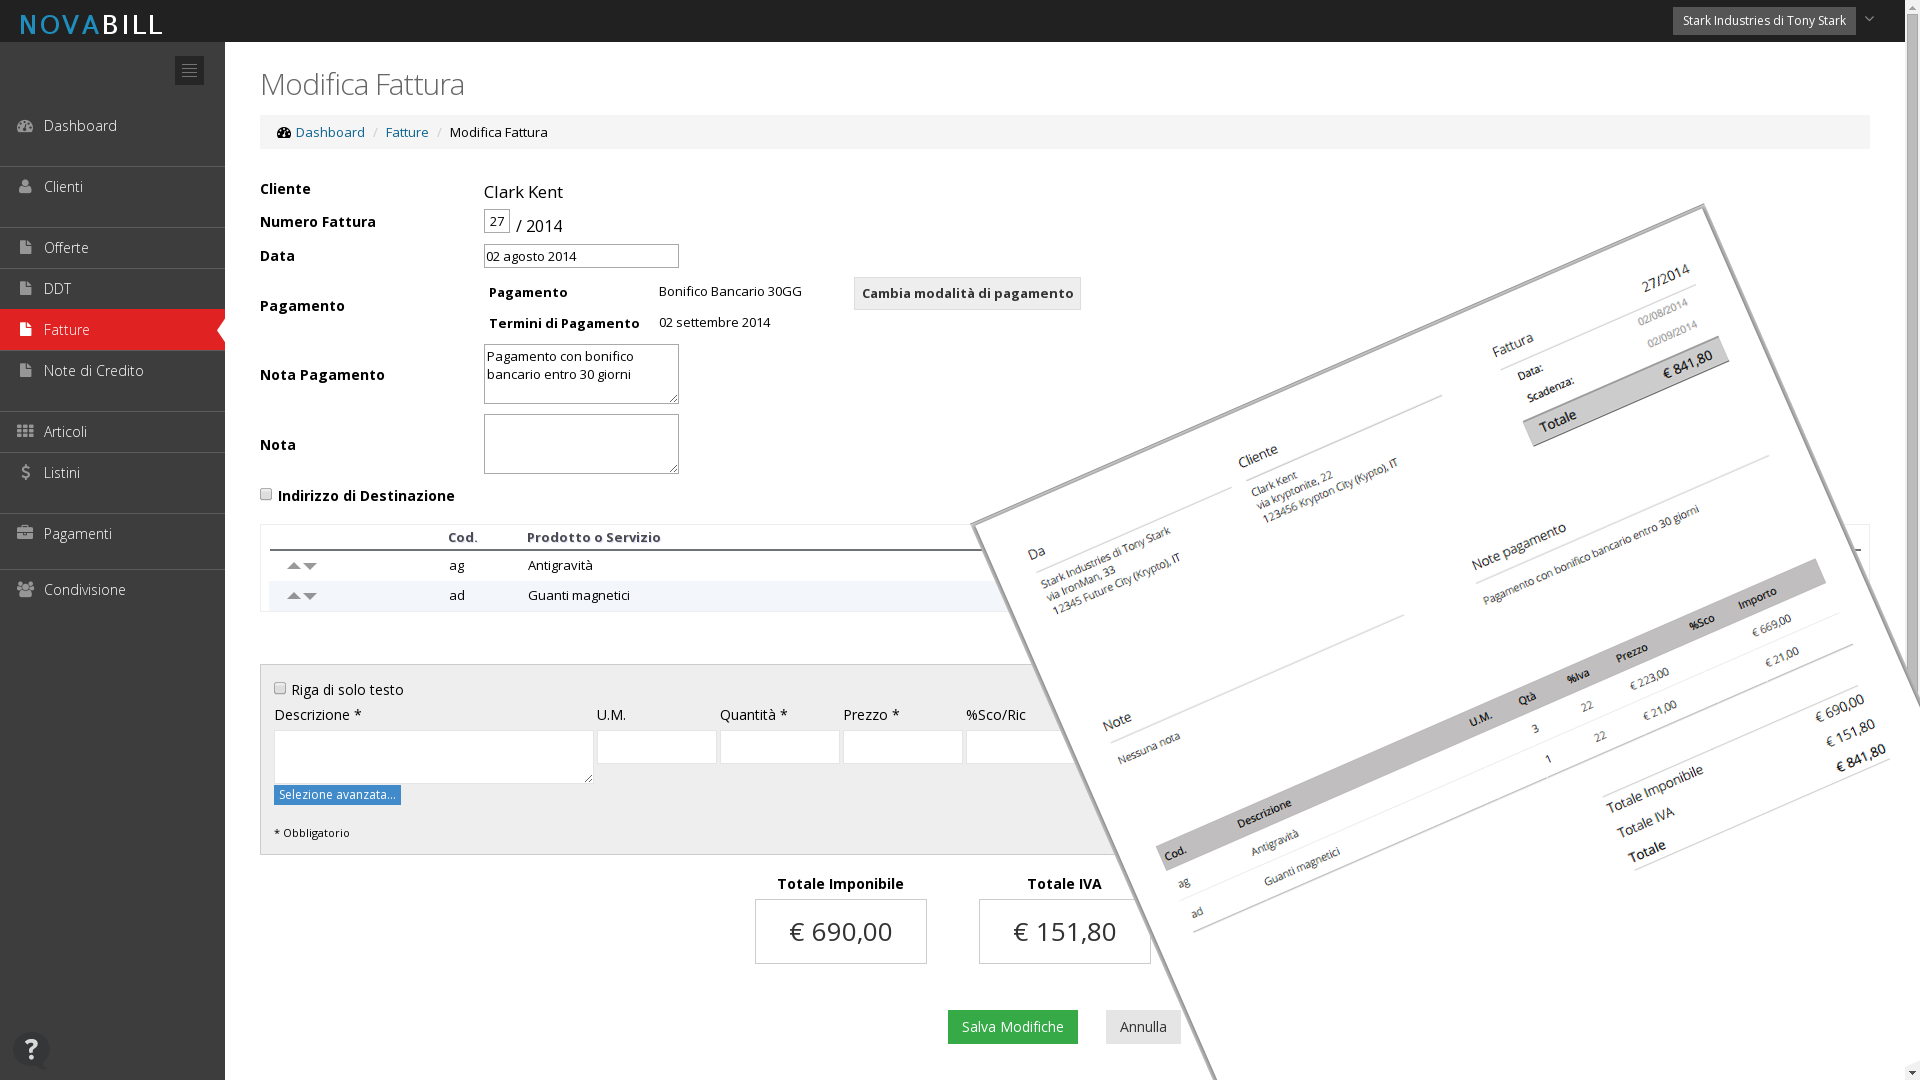 NOVABILL
Stark Industries di Tony Stark
Dashboard
Clienti
Offerte
DDT
Fatture
Note di Credito
Articoli
Listini
Pagamenti
Condivisione
?
Modifica Fattura
Dashboard / Fatture / Modifica Fattura
Cliente Clark Kent
Numero Fattura 27 / 2014
Data 02 agosto 2014
Pagamento
Pagamento Bonifico Bancario 30GG Cambia modalità di pagamento
Termini di Pagamento 02 settembre 2014
Nota Pagamento
Pagamento con bonifico
bancario entro 30 giorni
Nota
Indirizzo di Destinazione
Cod. Prodotto o Servizio
ag Antigravità
ad Guanti magnetici
Riga di solo testo
Descrizione * U.M. Quantità * Prezzo * %Sco/Ric
Selezione avanzata...
* Obbligatorio
Totale Imponibile Totale IVA
€ 690,00 € 151,80
Salva Modifiche Annulla
Fattura 27/2014
Data: 02/08/2014
Scadenza: 02/09/2014
Totale € 841,80
Da
Stark Industries di Tony Stark
via IronMan, 33
12345 Future City (Krypto), IT
Cliente
Clark Kent
via kryptonite, 22
123456 Krypton City (Kypto), IT
Note
Nessuna nota
Note pagamento
Pagamento con bonifico bancario entro 30 giorni
Cod. Descrizione U.M. Qtà %Iva Prezzo %Sco Importo
ag Antigravità 3 22 € 223,00 € 669,00
ad Guanti magnetici 1 22 € 21,00 € 21,00
Totale Imponibile € 690,00
Totale IVA € 151,80
Totale € 841,80